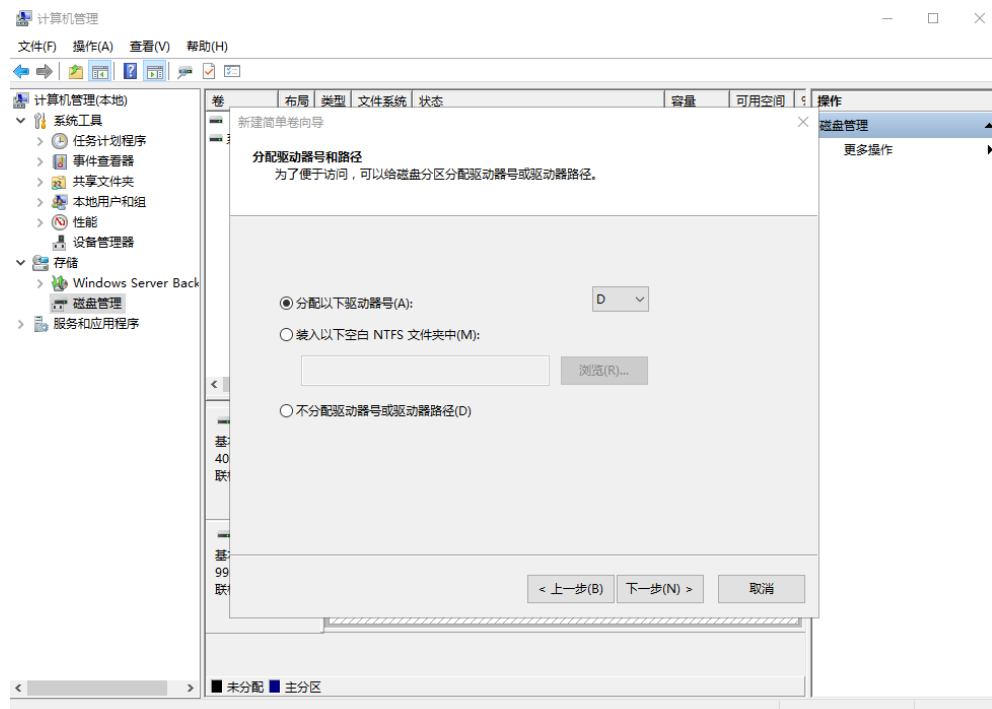 计算机管理
文件(F) 操作(A) 查看(V) 帮助(H)
计算机管理(本地)
系统工具
任务计划程序
事件查看器
共享文件夹
本地用户和组
性能
设备管理器
存储
Windows Server Back
磁盘管理
服务和应用程序
卷 布局 类型 文件系统 状态 容量 可用空间
操作
磁盘管理
更多操作
新建简单卷向导
分配驱动器号和路径
为了便于访问，可以给磁盘分区分配驱动器号或驱动器路径。
分配以下驱动器号(A): D
装入以下空白 NTFS 文件夹中(M):
浏览(R)...
不分配驱动器号或驱动器路径(D)
< 上一步(B) 下一步(N) > 取消
基
40
联
基
99
联
未分配 主分区